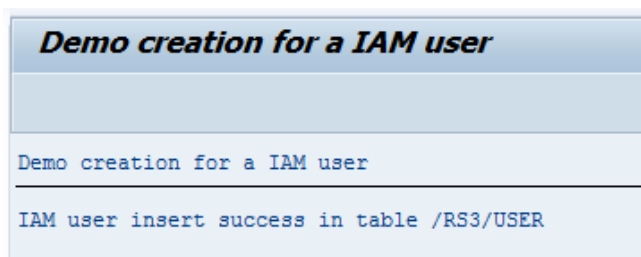 Demo creation for a IAM user
Demo creation for a IAM user
IAM user insert success in table /RS3/USER